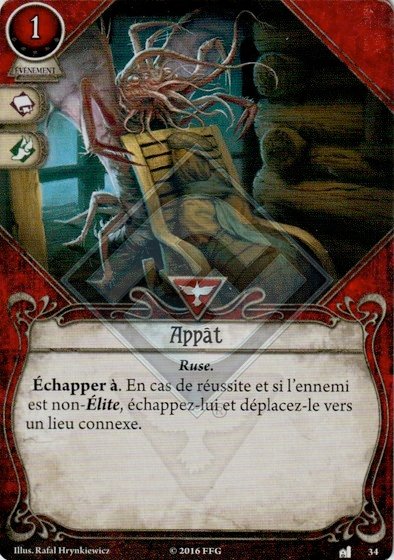 1
ÉVÉNEMENT
Appât
Ruse.
Échapper à. En cas de réussite et si l'ennemi
est non-Élite, échappez-lui et déplacez-le vers
un lieu connexe.
Illus. Rafal Hrynkiewicz
© 2016 FFG
34